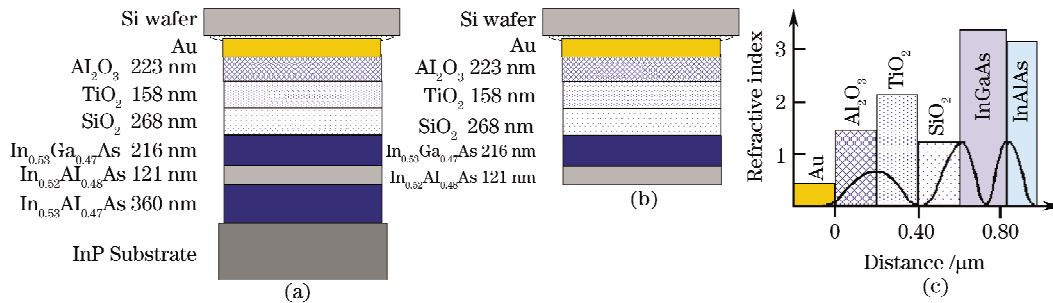 Si wafer
Au
Al₂O₃ 223 nm
TiO₂ 158 nm
SiO₂ 268 nm
In₀.₅₃Ga₀.₄₇As 216 nm
In₀.₅₂Al₀.₄₈As 121 nm
In₀.₅₃Al₀.₄₇As 360 nm
InP Substrate
(a)
Si wafer
Au
Al₂O₃ 223 nm
TiO₂ 158 nm
SiO₂ 268 nm
In₀.₅₃Ga₀.₄₇As 216 nm
In₀.₅₂Al₀.₄₈As 121 nm
(b)
Refractive index
3
2
1
Au
Al₂O₃
TiO₂
SiO₂
InGaAs
InAlAs
0 0.40 0.80
Distance /μm
(c)